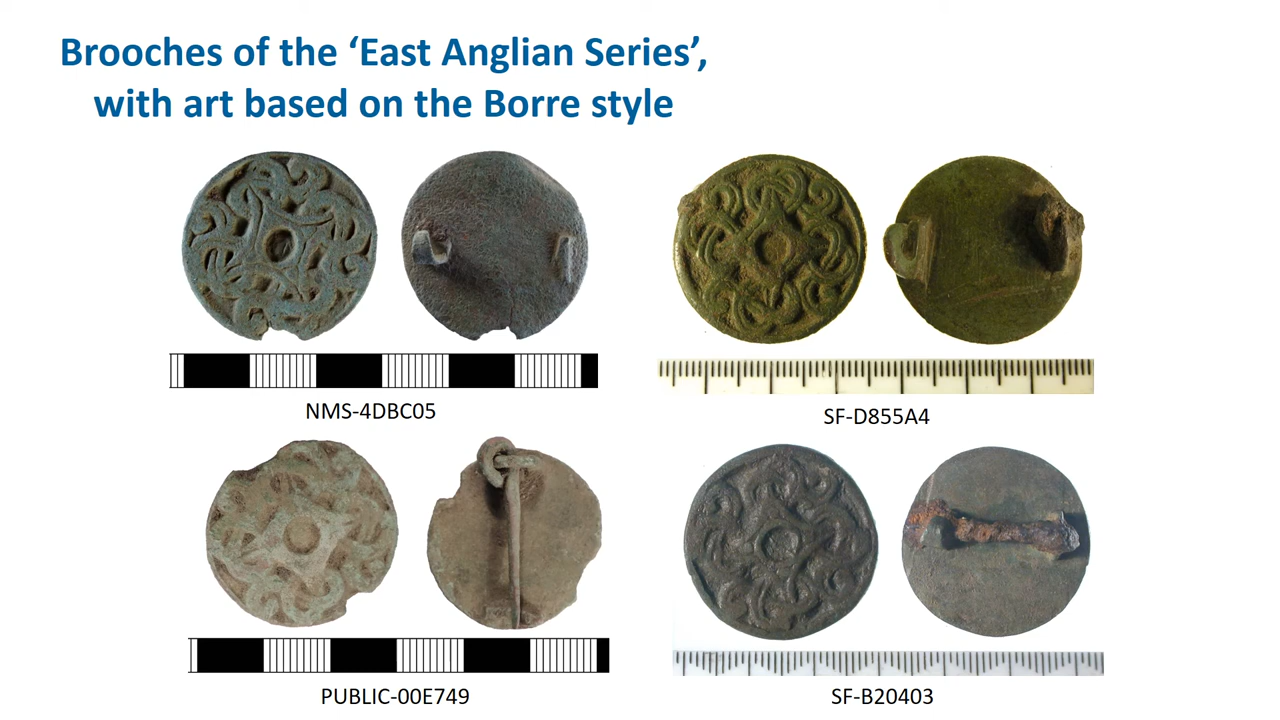 Brooches of the ‘East Anglian Series’,
with art based on the Borre style
NMS-4DBC05
SF-D855A4
PUBLIC-00E749
SF-B20403